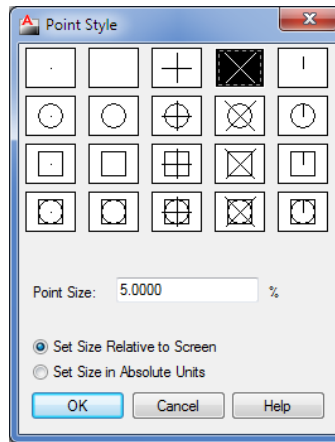 Point Style
Point Size: 5.0000 %
Set Size Relative to Screen
Set Size in Absolute Units
OK Cancel Help